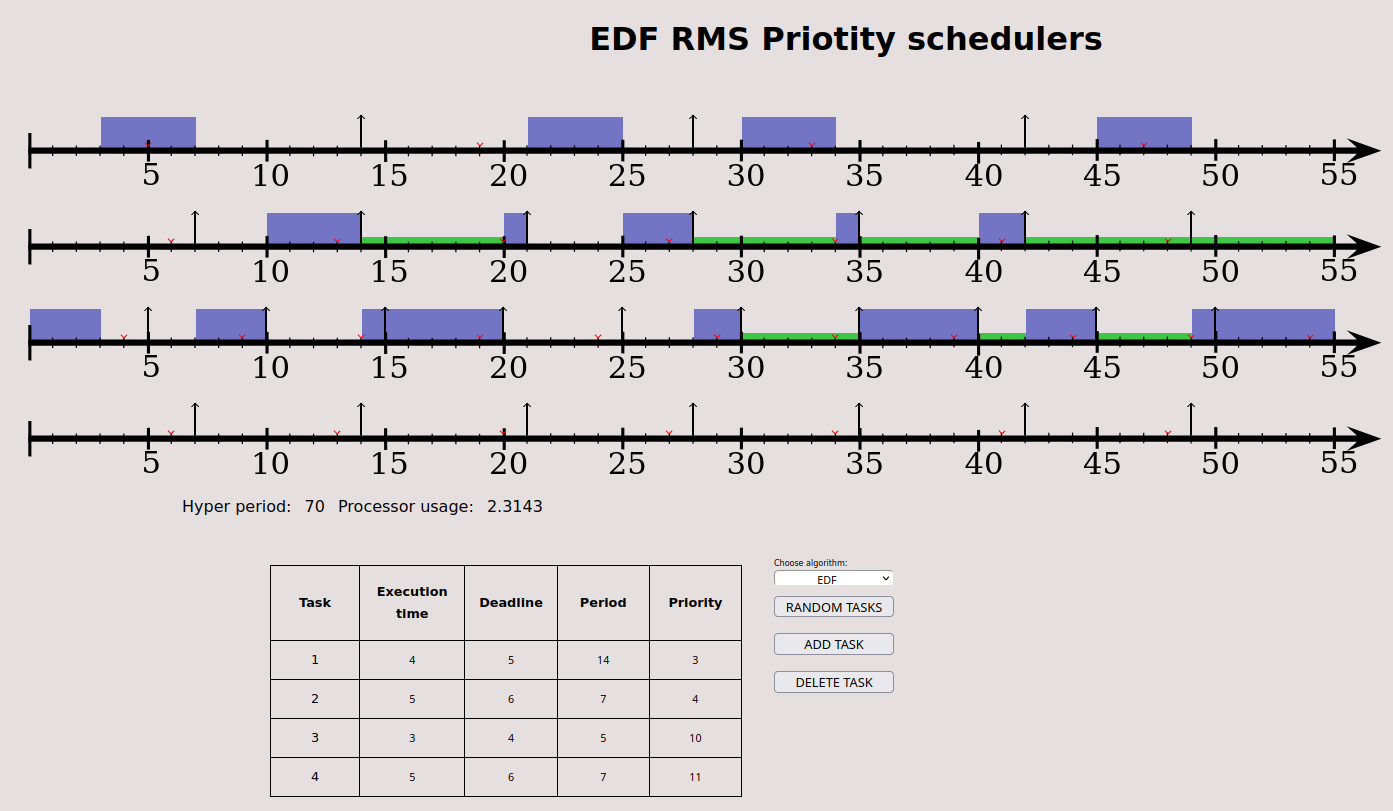 EDF RMS Priotity schedulers
5 10 15 20 25 30 35 40 45 50 55
5 10 15 20 25 30 35 40 45 50 55
5 10 15 20 25 30 35 40 45 50 55
5 10 15 20 25 30 35 40 45 50 55
Hyper period: 70 Processor usage: 2.3143
Choose algorithm:
EDF
RANDOM TASKS
ADD TASK
DELETE TASK
Task Execution time Deadline Period Priority
1 4 5 14 3
2 5 6 7 4
3 3 4 5 10
4 5 6 7 11